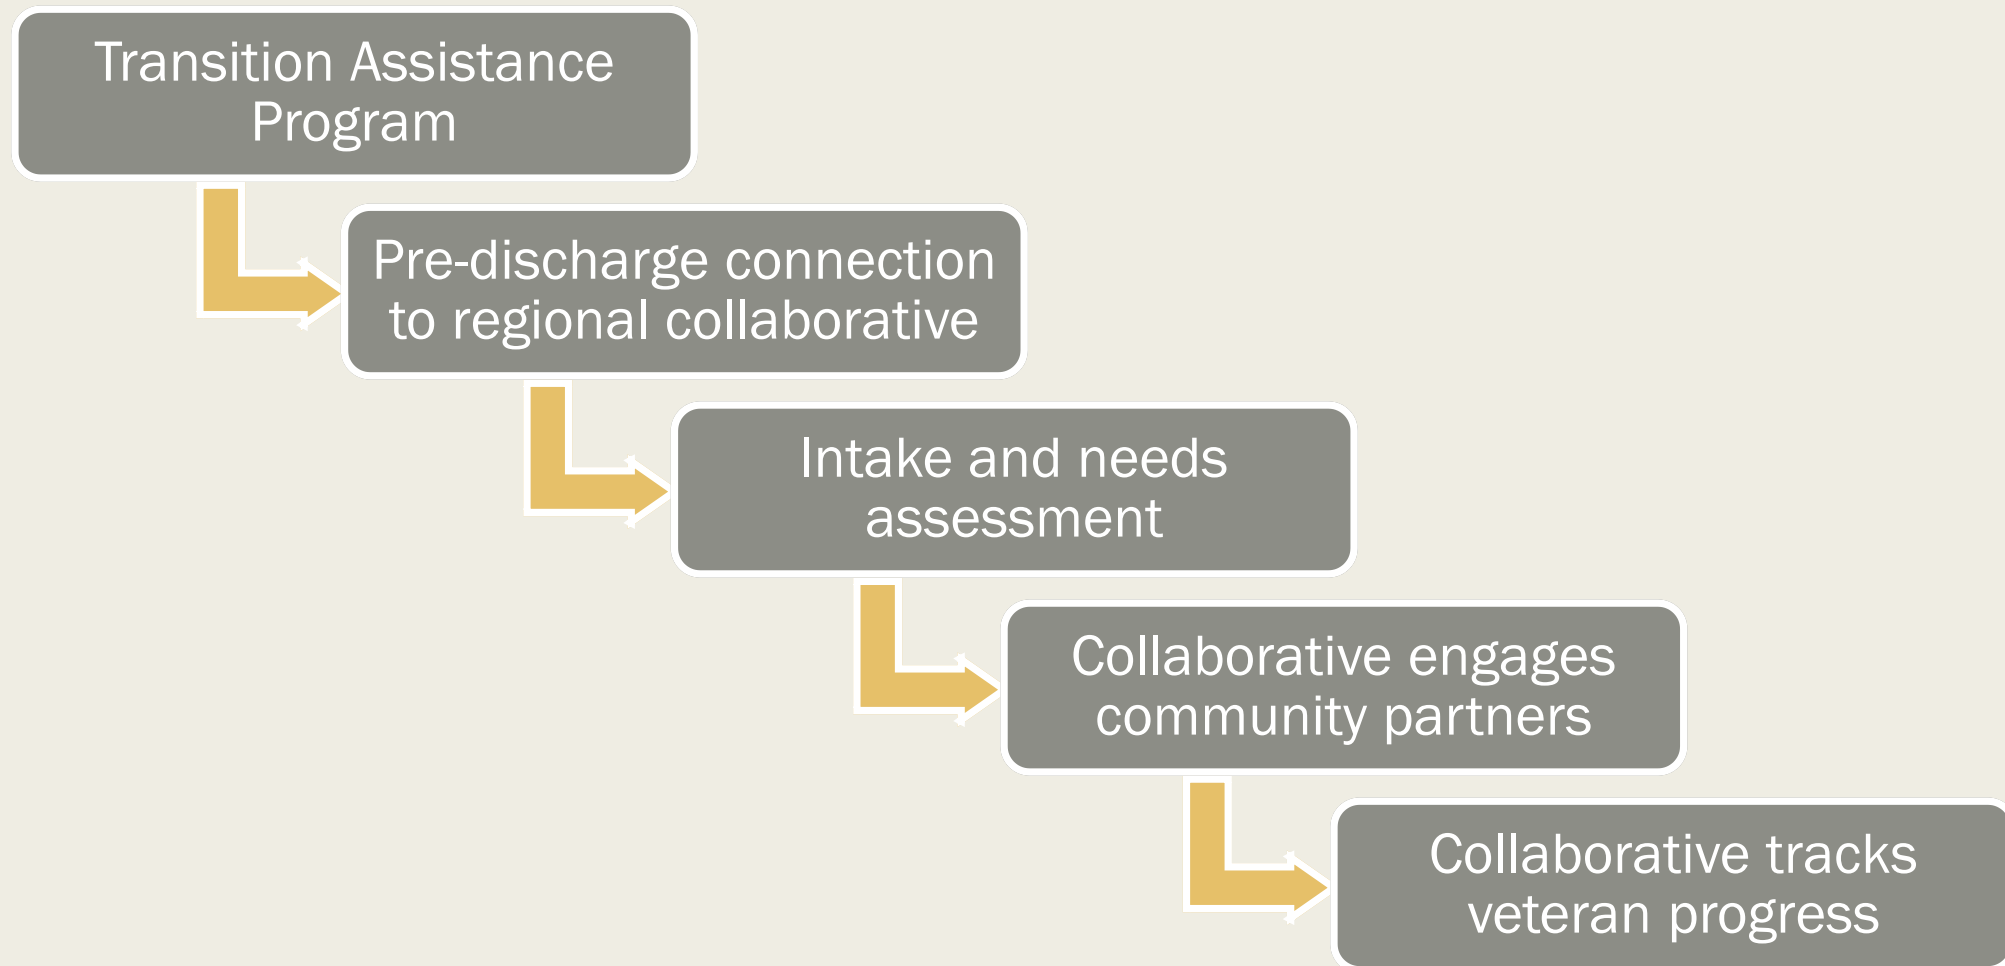 Transition Assistance
Program
Pre-discharge connection
to regional collaborative
Intake and needs
assessment
Collaborative engages
community partners
Collaborative tracks
veteran progress